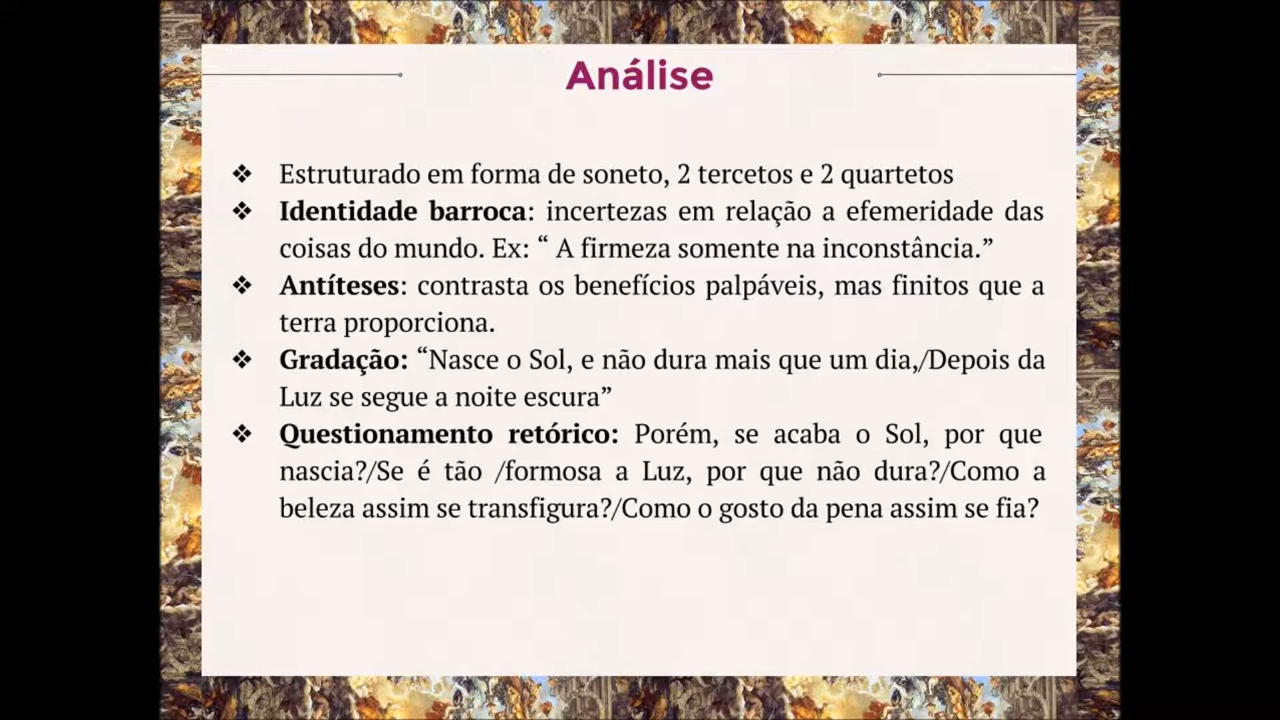 Análise
❖ Estruturado em forma de soneto, 2 tercetos e 2 quartetos
❖ Identidade barroca: incertezas em relação a efemeridade das
coisas do mundo. Ex: “ A firmeza somente na inconstância.”
❖ Antíteses: contrasta os benefícios palpáveis, mas finitos que a
terra proporciona.
❖ Gradação: “Nasce o Sol, e não dura mais que um dia,/Depois da
Luz se segue a noite escura”
❖ Questionamento retórico: Porém, se acaba o Sol, por que
nascia?/Se é tão /formosa a Luz, por que não dura?/Como a
beleza assim se transfigura?/Como o gosto da pena assim se fia?